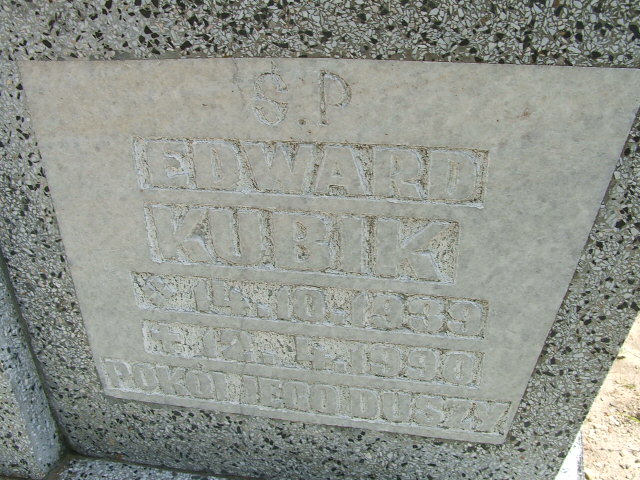 Ś.P
EDWARD
KUBIK
* 14.10.1939
1990
POKÓJ JEGO DUSZY